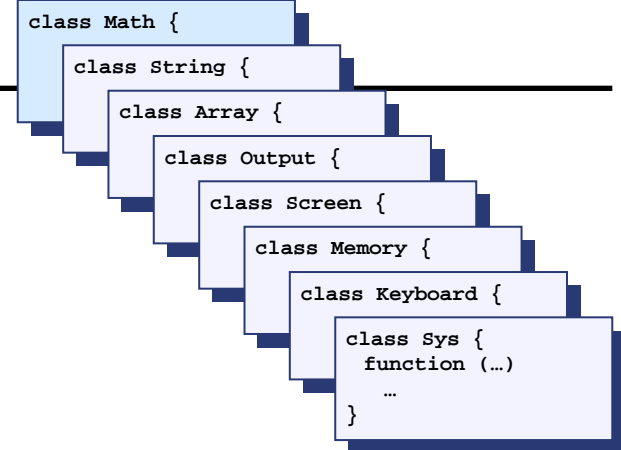 class Math {
class String {
class Array {
class Output {
class Screen {
class Memory {
class Keyboard {
class Sys {
function (…)
…
}